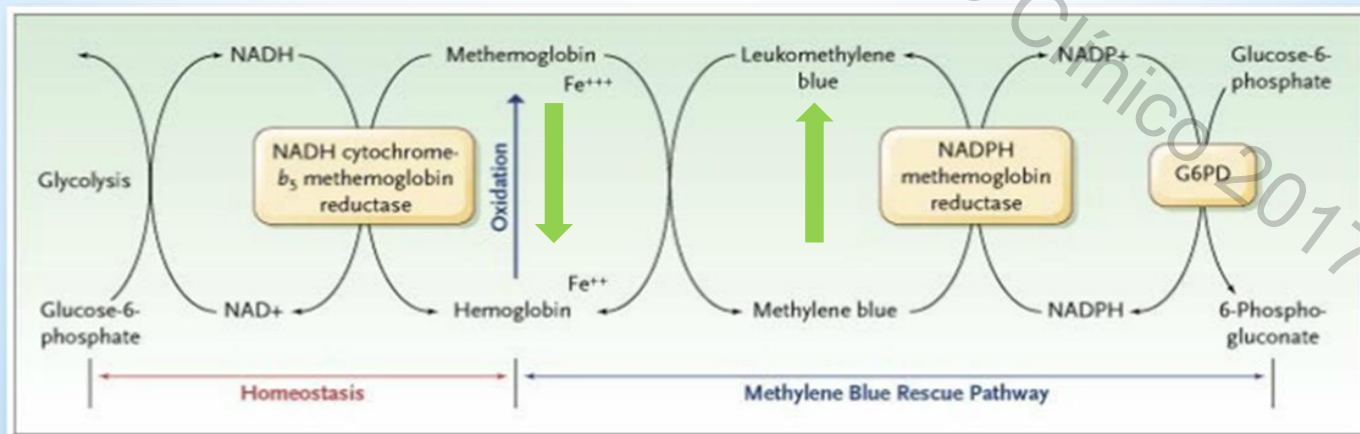 NADH
Methemoglobin
Fe+++
Leukomethylene
blue
NADP+
Glucose-6-
phosphate
Glycolysis
NADH cytochrome-
b5 methemoglobin
reductase
Oxidation
NADPH
methemoglobin
reductase
G6PD
Glucose-6-
phosphate
NAD+
Fe++
Hemoglobin
Methylene blue
NADPH
6-Phospho-
gluconate
Homeostasis
Methylene Blue Rescue Pathway
Clínico 2017